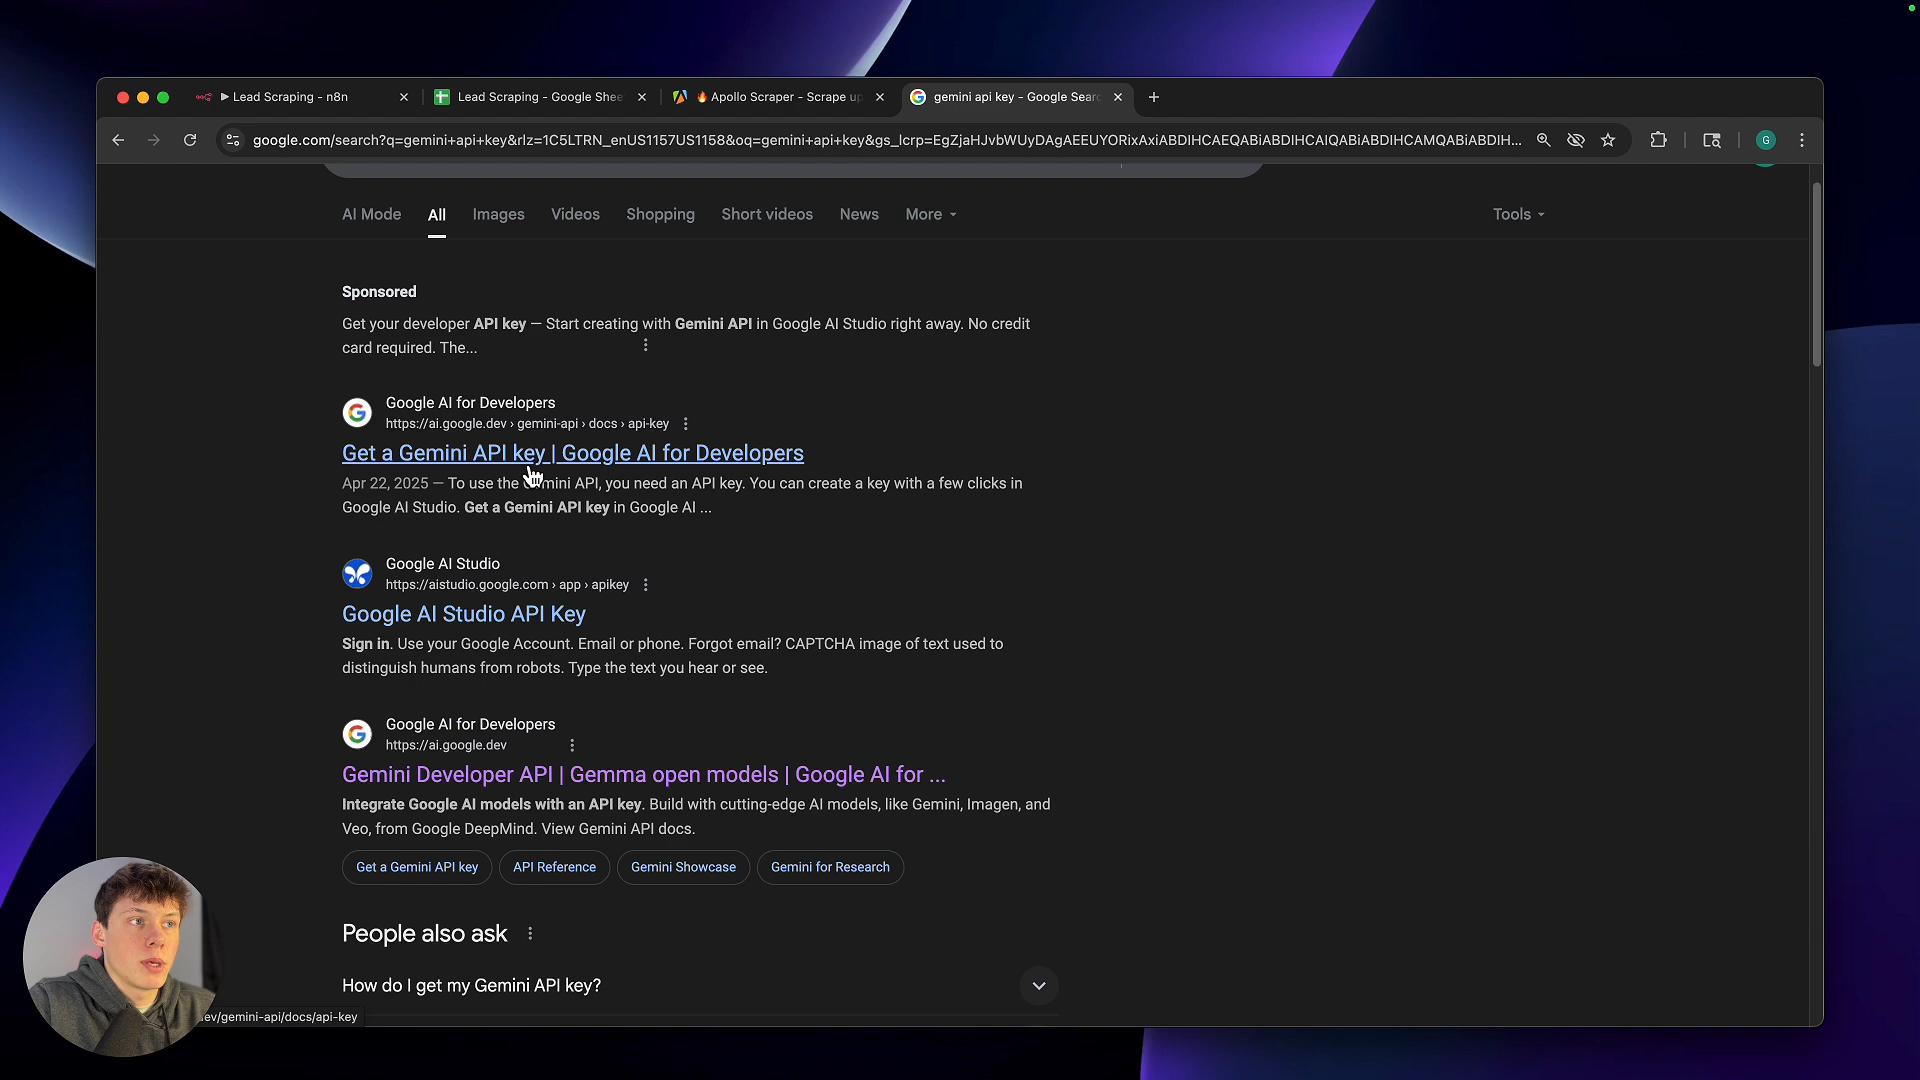 Lead Scraping - n8n
Lead Scraping - Google Shee
Apollo Scraper - Scrape up
gemini api key - Google Sear
google.com/search?q=gemini+api+key&rlz=1C5LTRN_enUS1157US1158&oq=gemini+api+key&gs_lcrp=EgZjaHJvbWUyDAgAEEUYORixAxiABDIHCAEQABiABDIHCAIQABiABDIHCAMQABiABDIH...
G
AI Mode
All
Images
Videos
Shopping
Short videos
News
More
Tools
Sponsored
Get your developer API key — Start creating with Gemini API in Google AI Studio right away. No credit
card required. The...
Google AI for Developers
https://ai.google.dev › gemini-api › docs › api-key
Get a Gemini API key | Google AI for Developers
Apr 22, 2025 — To use the Gemini API, you need an API key. You can create a key with a few clicks in
Google AI Studio. Get a Gemini API key in Google AI ...
Google AI Studio
https://aistudio.google.com › app › apikey
Google AI Studio API Key
Sign in. Use your Google Account. Email or phone. Forgot email? CAPTCHA image of text used to
distinguish humans from robots. Type the text you hear or see.
Google AI for Developers
https://ai.google.dev
Gemini Developer API | Gemma open models | Google AI for ...
Integrate Google AI models with an API key. Build with cutting-edge AI models, like Gemini, Imagen, and
Veo, from Google DeepMind. View Gemini API docs.
Get a Gemini API key
API Reference
Gemini Showcase
Gemini for Research
People also ask
How do I get my Gemini API key?
ev/gemini-api/docs/api-key